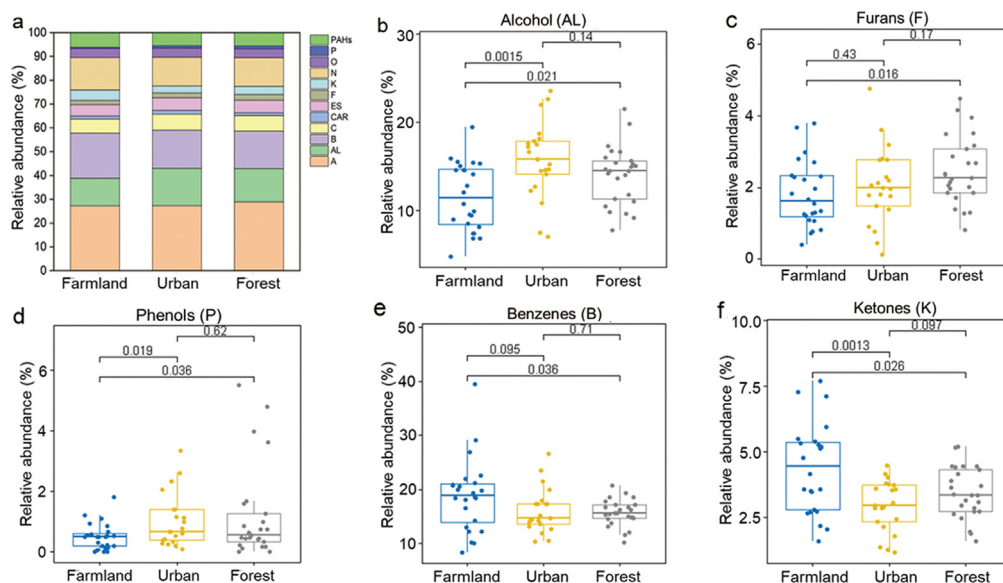 a
Relative abundance (%)
100
90
80
70
60
50
40
30
20
10
0
Farmland Urban Forest
PAHs
P
O
N
K
F
ES
CAR
C
B
AL
A
b
Alcohol (AL)
Relative abundance (%)
30
20
10
0.14
0.0015
0.021
Farmland Urban Forest
c
Furans (F)
Relative abundance (%)
6
4
2
0
0.17
0.43
0.016
Farmland Urban Forest
d
Phenols (P)
Relative abundance (%)
6
4
2
0
0.62
0.019
0.036
Farmland Urban Forest
e
Benzenes (B)
Relative abundance (%)
50
40
30
20
10
0.71
0.095
0.036
Farmland Urban Forest
f
Ketones (K)
Relative abundance (%)
10.0
7.5
5.0
2.5
0.097
0.0013
0.026
Farmland Urban Forest